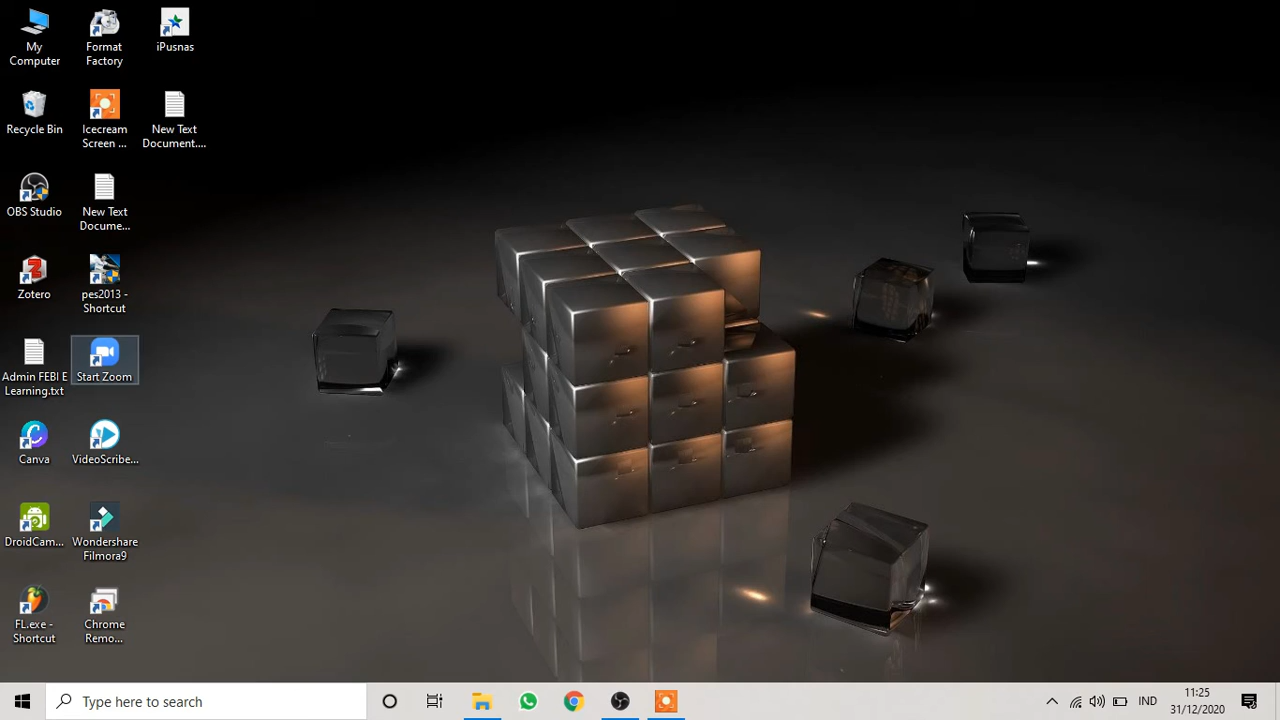 My
Computer
Format
Factory
iPusnas
Recycle Bin
Icecream
Screen ...
New Text
Document....
OBS Studio
New Text
Docume...
Zotero
pes2013 -
Shortcut
Admin FEBI E
Learning.txt
Start Zoom
Canva
VideoScribe...
DroidCam...
Wondershare
Filmora9
FL.exe -
Shortcut
Chrome
Remo...
Type here to search
IND
11:25
31/12/2020